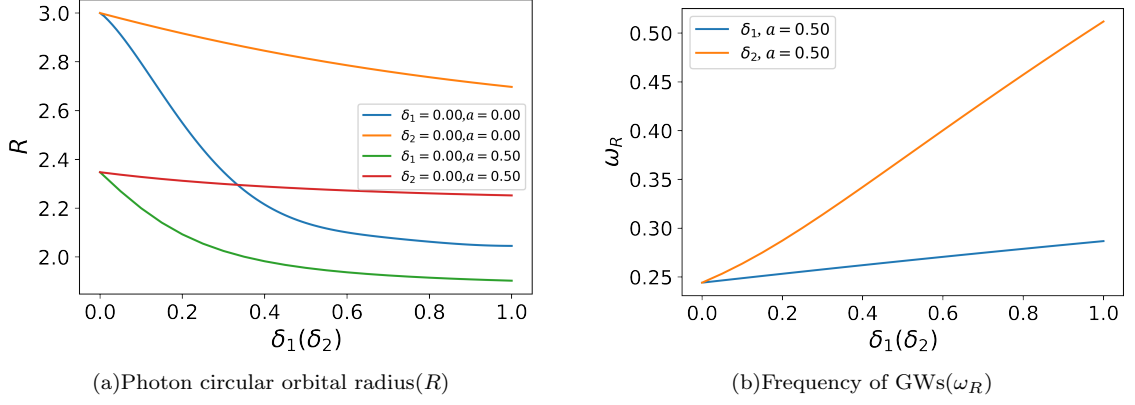 3.0
2.8
2.6
2.4
2.2
2.0
R
δ₁ = 0.00,a = 0.00
δ₂ = 0.00,a = 0.00
δ₁ = 0.00,a = 0.50
δ₂ = 0.00,a = 0.50
0.0 0.2 0.4 0.6 0.8 1.0
δ₁(δ₂)
(a)Photon circular orbital radius(R)
0.50
0.45
0.40
0.35
0.30
0.25
ω_R
δ₁, a = 0.50
δ₂, a = 0.50
0.0 0.2 0.4 0.6 0.8 1.0
δ₁(δ₂)
(b)Frequency of GWs(ω_R)